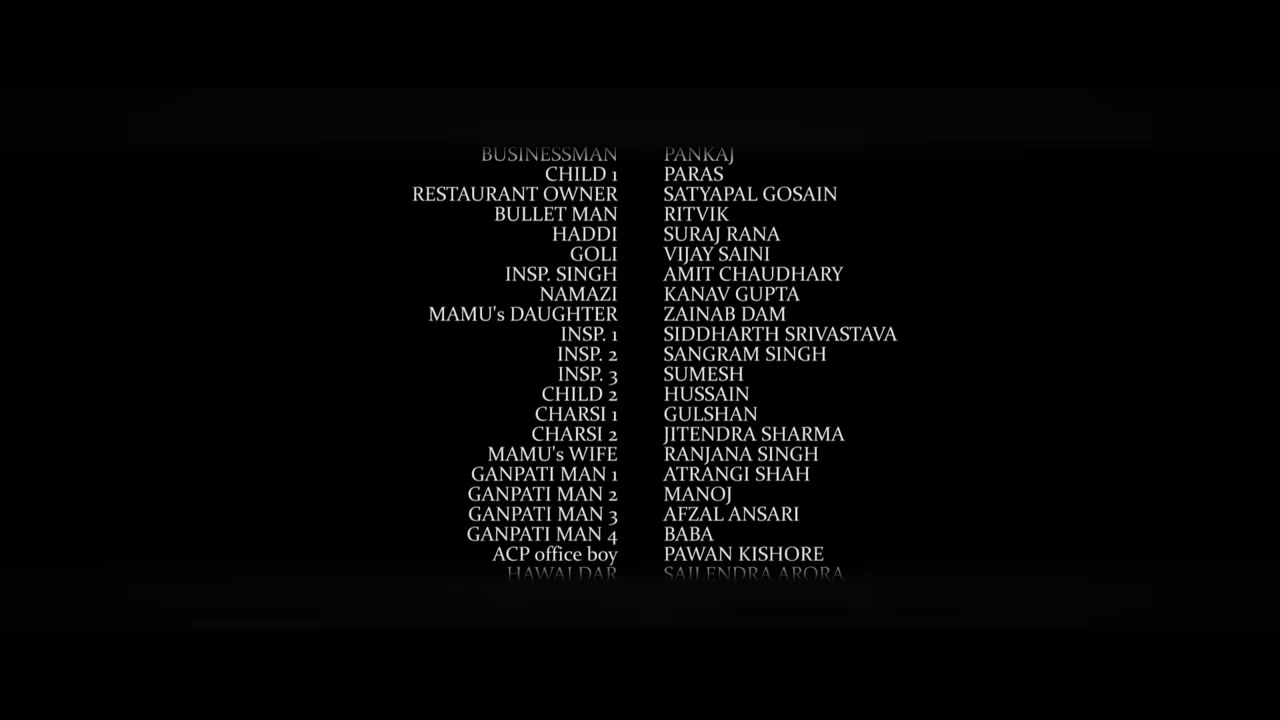 BUSINESSMAN PANKAJ
CHILD 1 PARAS
RESTAURANT OWNER SATYAPAL GOSAIN
BULLET MAN RITVIK
HADDI SURAJ RANA
GOLI VIJAY SAINI
INSP. SINGH AMIT CHAUDHARY
NAMAZI KANAV GUPTA
MAMU's DAUGHTER ZAINAB DAM
INSP. 1 SIDDHARTH SRIVASTAVA
INSP. 2 SANGRAM SINGH
INSP. 3 SUMESH
CHILD 2 HUSSAIN
CHARSI 1 GULSHAN
CHARSI 2 JITENDRA SHARMA
MAMU's WIFE RANJANA SINGH
GANPATI MAN 1 ATRANGI SHAH
GANPATI MAN 2 MANOJ
GANPATI MAN 3 AFZAL ANSARI
GANPATI MAN 4 BABA
ACP office boy PAWAN KISHORE
HAWALDAR SAILENDRA ARORA